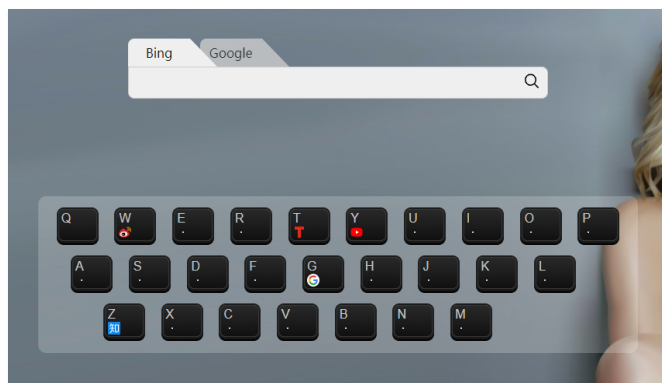 Bing Google
Q W E R T Y U I O P
A S D F G H J K L
Z X C V B N M
知